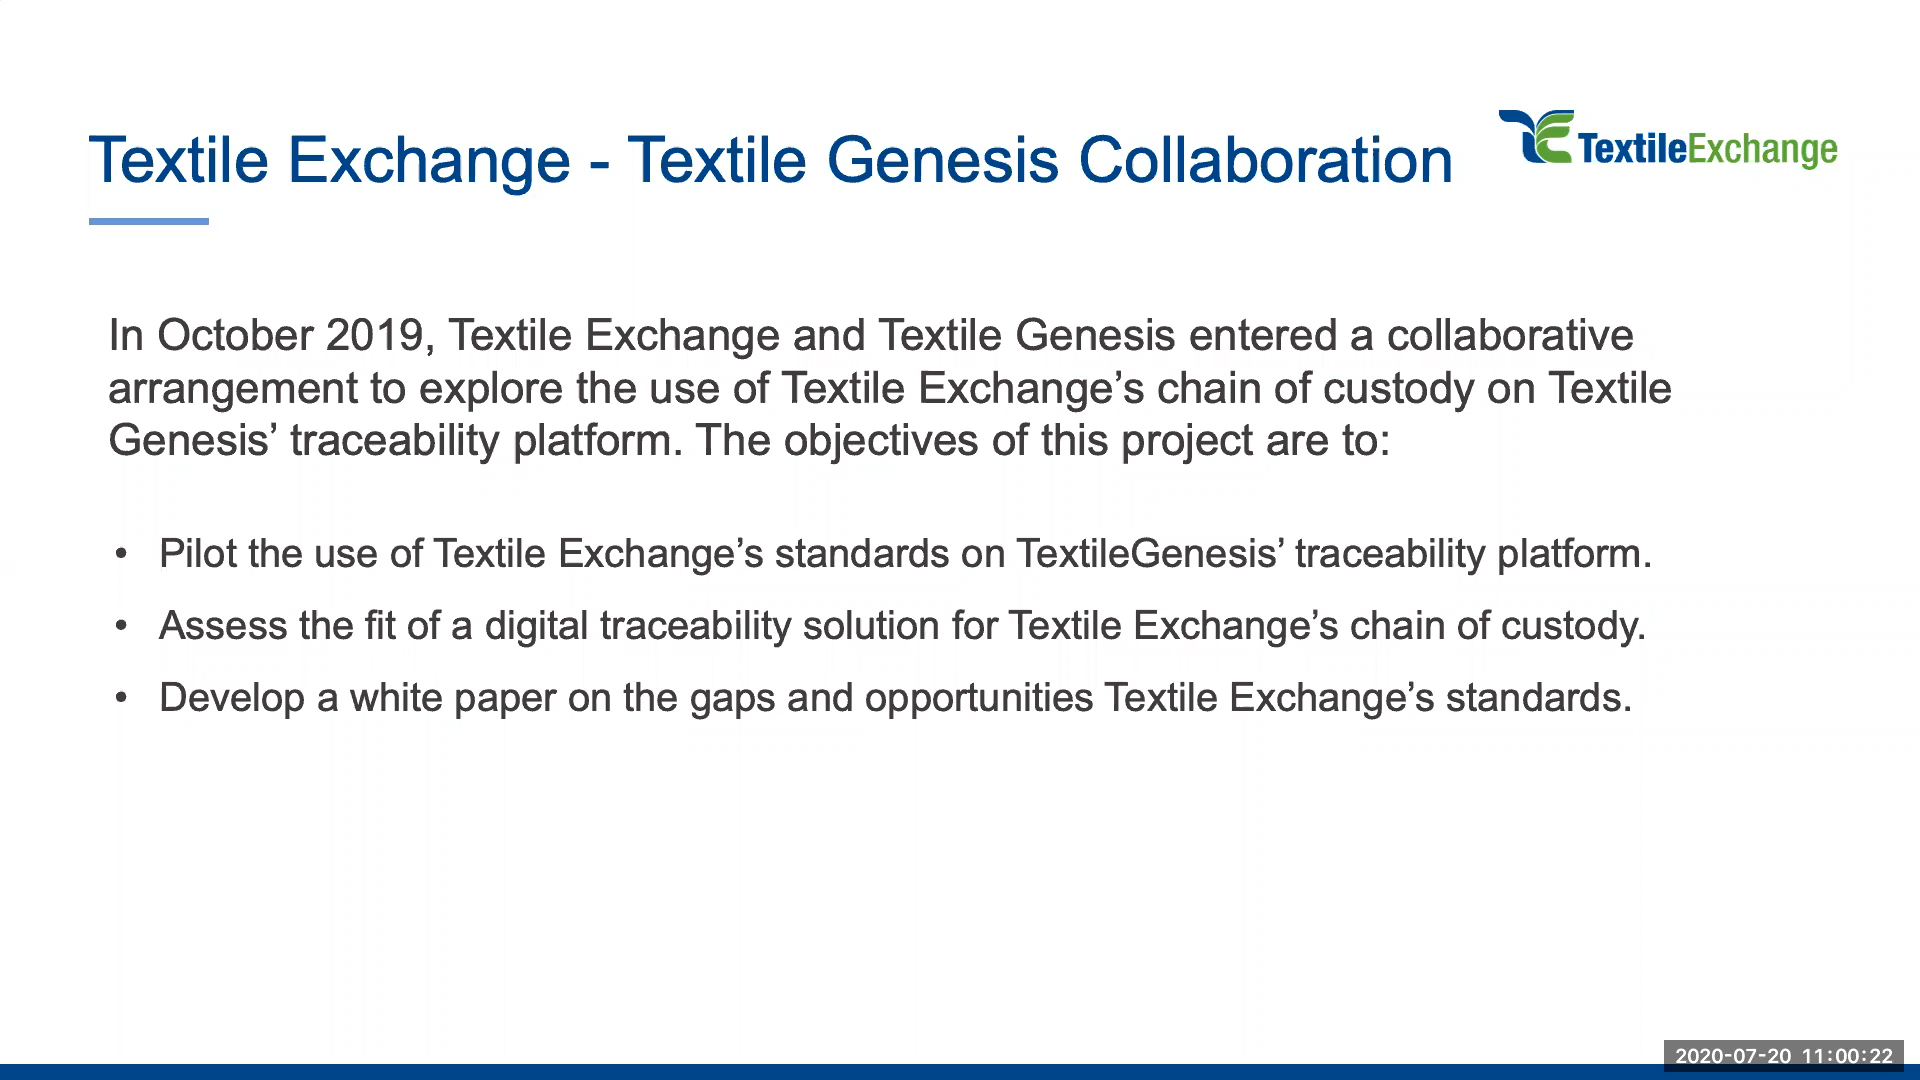 Textile Exchange - Textile Genesis Collaboration
TextileExchange
In October 2019, Textile Exchange and Textile Genesis entered a collaborative
arrangement to explore the use of Textile Exchange’s chain of custody on Textile
Genesis’ traceability platform. The objectives of this project are to:
• Pilot the use of Textile Exchange’s standards on TextileGenesis’ traceability platform.
• Assess the fit of a digital traceability solution for Textile Exchange’s chain of custody.
• Develop a white paper on the gaps and opportunities Textile Exchange’s standards.
2020-07-20 11:00:22